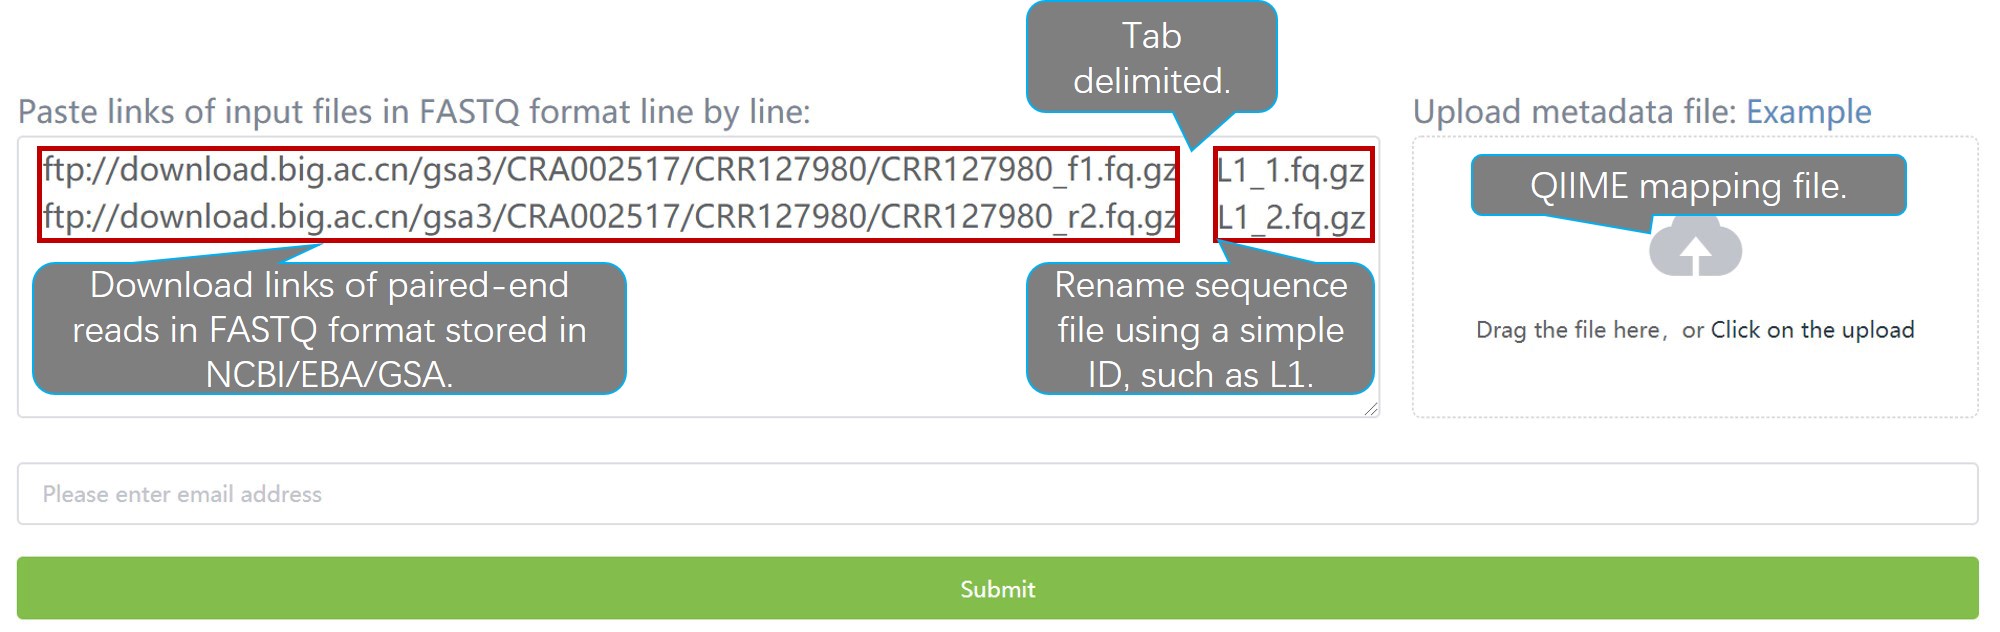 Tab
delimited.
Paste links of input files in FASTQ format line by line:
Upload metadata file: Example
ftp://download.big.ac.cn/gsa3/CRA002517/CRR127980/CRR127980_f1.fq.gz L1_1.fq.gz
ftp://download.big.ac.cn/gsa3/CRA002517/CRR127980/CRR127980_r2.fq.gz L1_2.fq.gz
QIIME mapping file.
Download links of paired-end
reads in FASTQ format stored in
NCBI/EBA/GSA.
Rename sequence
file using a simple
ID, such as L1.
Drag the file here，or Click on the upload
Please enter email address
Submit